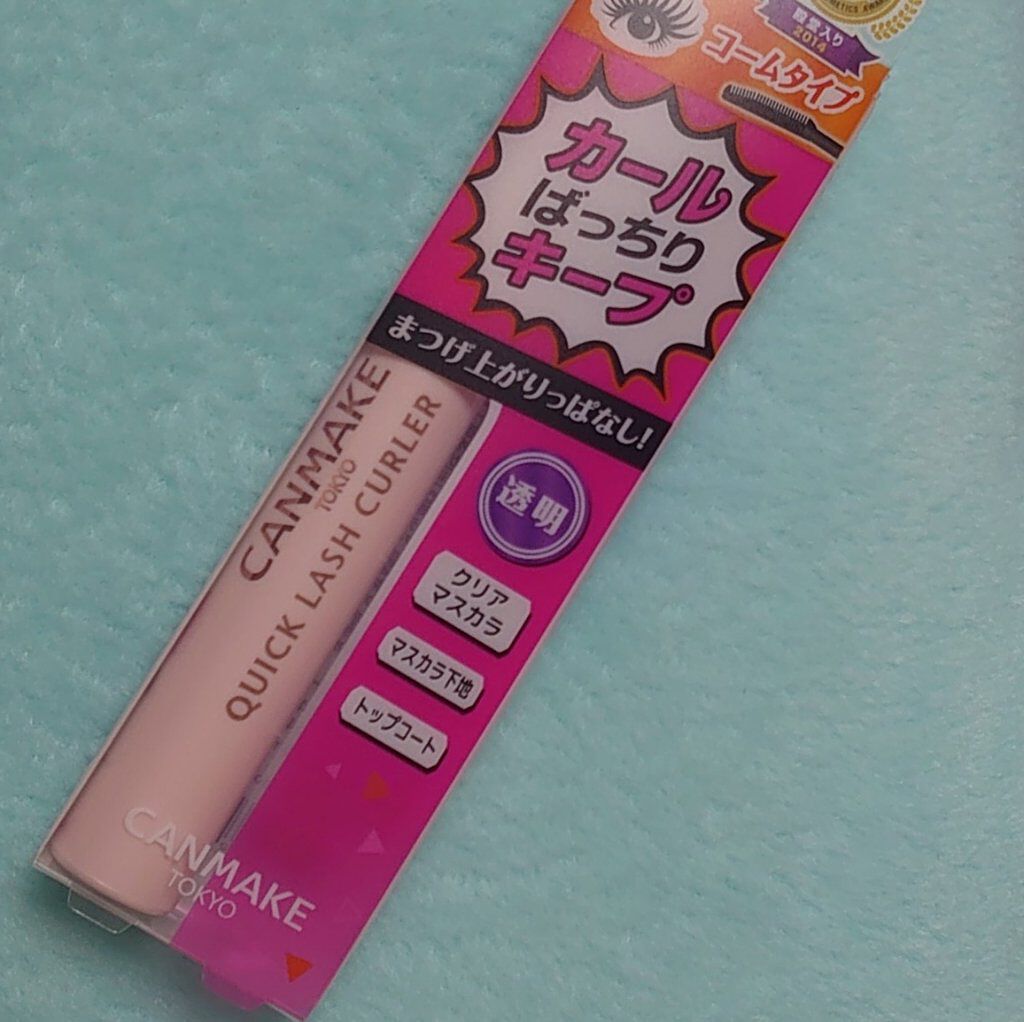 殿堂入り
2014
コームタイプ
カール
ばっちり
キープ
まつげ上がりっぱなし!
CANMAKE
TOKYO
QUICK LASH CURLER
透明
クリア
マスカラ
マスカラ下地
トップコート
CANMAKE
TOKYO